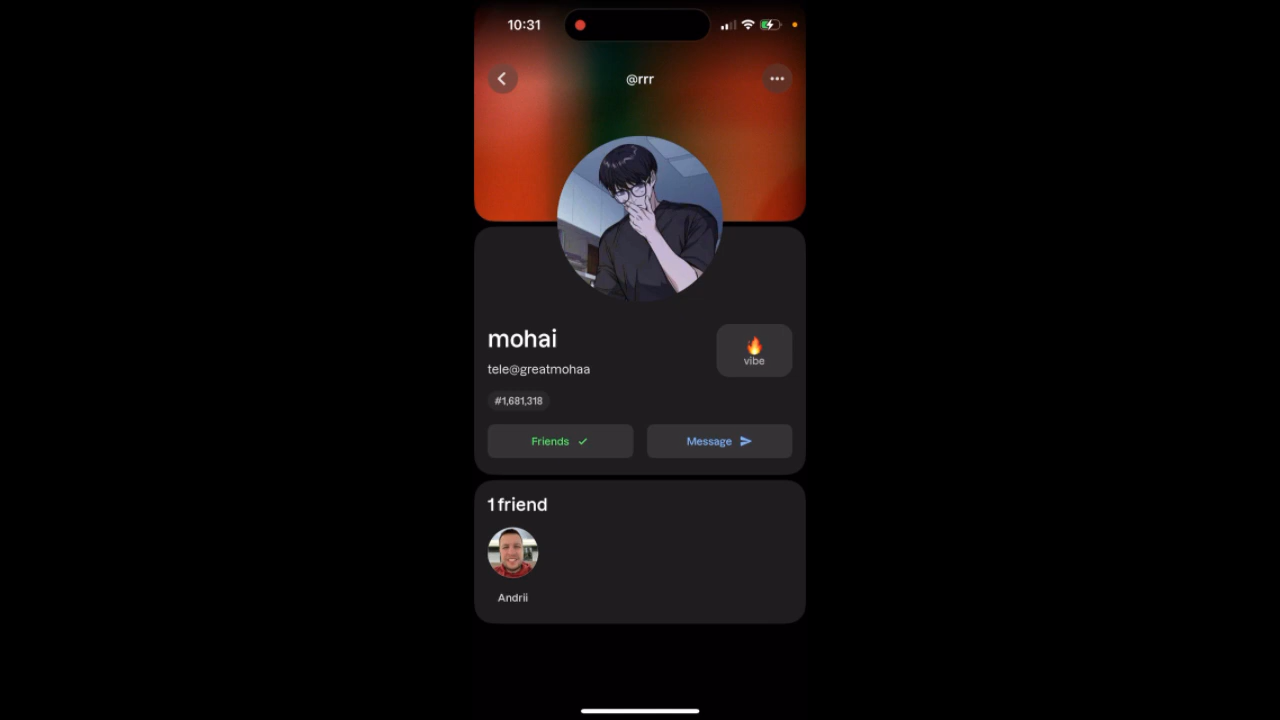 10:31
@rrr
mohai
🔥
vibe
tele@greatmohaa
#1,681,318
Friends ✓
Message
1 friend
Andrii